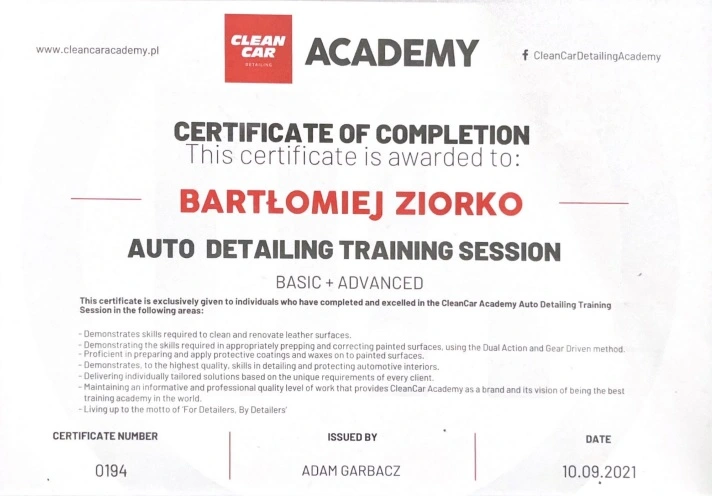 www.cleancaracademy.pl
CLEAN
CAR
DETAILING
ACADEMY
f CleanCarDetailingAcademy
CERTIFICATE OF COMPLETION
This certificate is awarded to:
BARTŁOMIEJ ZIORKO
AUTO DETAILING TRAINING SESSION
BASIC + ADVANCED
This certificate is exclusively given to individuals who have completed and excelled in the CleanCar Academy Auto Detailing Training
Session in the following areas:
- Demonstrates skills required to clean and renovate leather surfaces.
- Demonstrating the skills required in appropriately prepping and correcting painted surfaces, using the Dual Action and Gear Driven method.
- Proficient in preparing and apply protective coatings and waxes on to painted surfaces.
- Demonstrates, to the highest quality, skills in detailing and protecting automotive interiors.
- Delivering individually tailored solutions based on the unique requirements of every client.
- Maintaining an informative and professional quality level of work that provides CleanCar Academy as a brand and its vision of being the best
training academy in the world.
- Living up to the motto of 'For Detailers, By Detailers'
CERTIFICATE NUMBER
0194
ISSUED BY
ADAM GARBACZ
DATE
10.09.2021